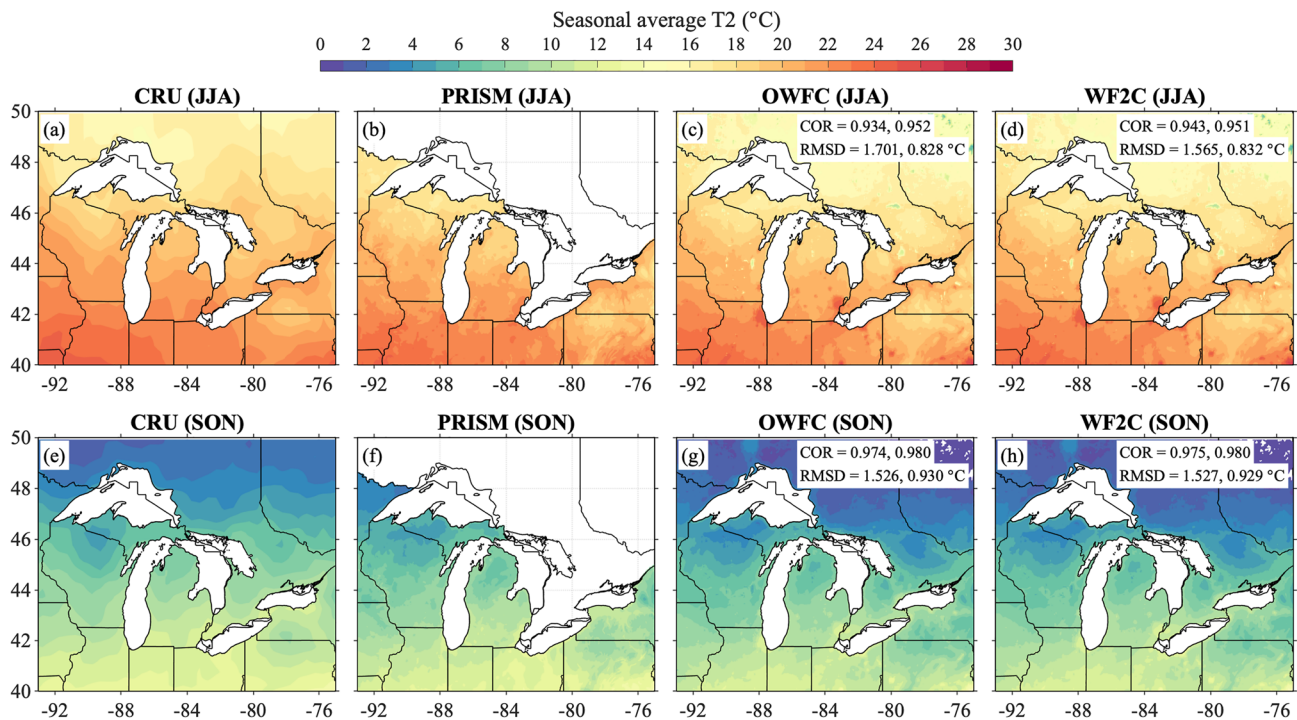 Seasonal average T2 (°C)
0 2 4 6 8 10 12 14 16 18 20 22 24 26 28 30
CRU (JJA) PRISM (JJA) OWFC (JJA) WF2C (JJA)
50
48
46
44
42
40
(a) (b) (c) (d)
COR = 0.934, 0.952
RMSD = 1.701, 0.828 °C
COR = 0.943, 0.951
RMSD = 1.565, 0.832 °C
-92 -88 -84 -80 -76 -92 -88 -84 -80 -76 -92 -88 -84 -80 -76 -92 -88 -84 -80 -76
CRU (SON) PRISM (SON) OWFC (SON) WF2C (SON)
50
48
46
44
42
40
(e) (f) (g) (h)
COR = 0.974, 0.980
RMSD = 1.526, 0.930 °C
COR = 0.975, 0.980
RMSD = 1.527, 0.929 °C
-92 -88 -84 -80 -76 -92 -88 -84 -80 -76 -92 -88 -84 -80 -76 -92 -88 -84 -80 -76